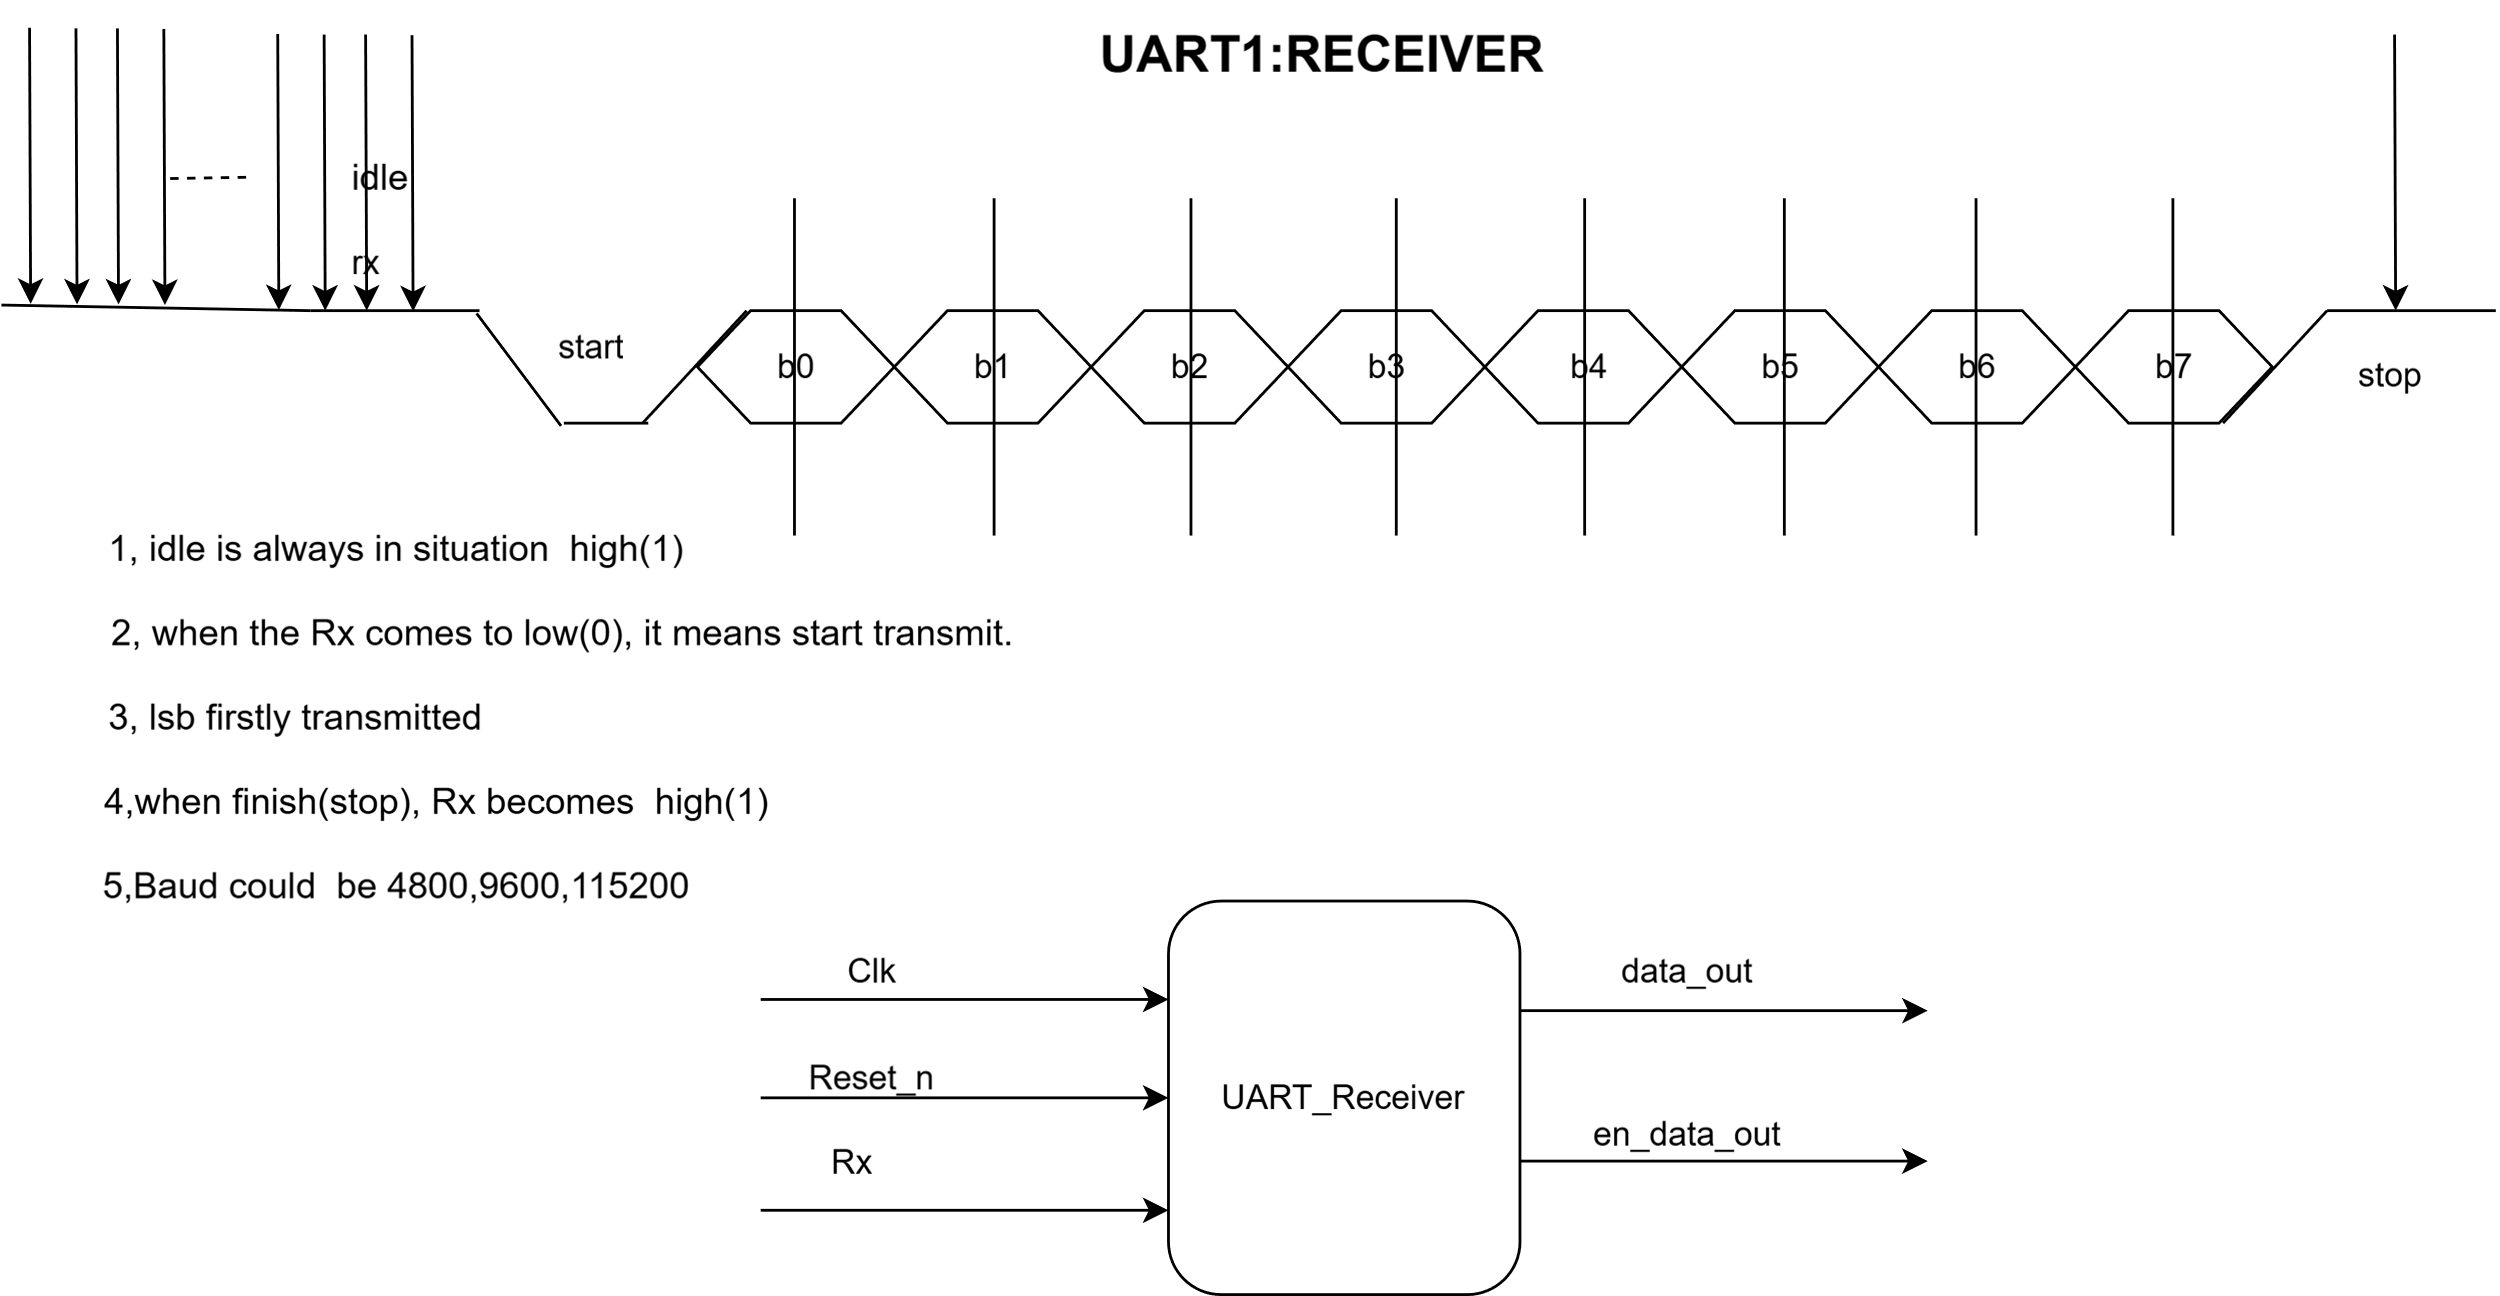 UART1:RECEIVER
idle
rx
start
b0
b1
b2
b3
b4
b5
b6
b7
stop
1, idle is always in situation  high(1)
2, when the Rx comes to low(0), it means start transmit.
3, lsb firstly transmitted
4,when finish(stop), Rx becomes  high(1)
5,Baud could  be 4800,9600,115200
Clk
Reset_n
Rx
UART_Receiver
data_out
en_data_out